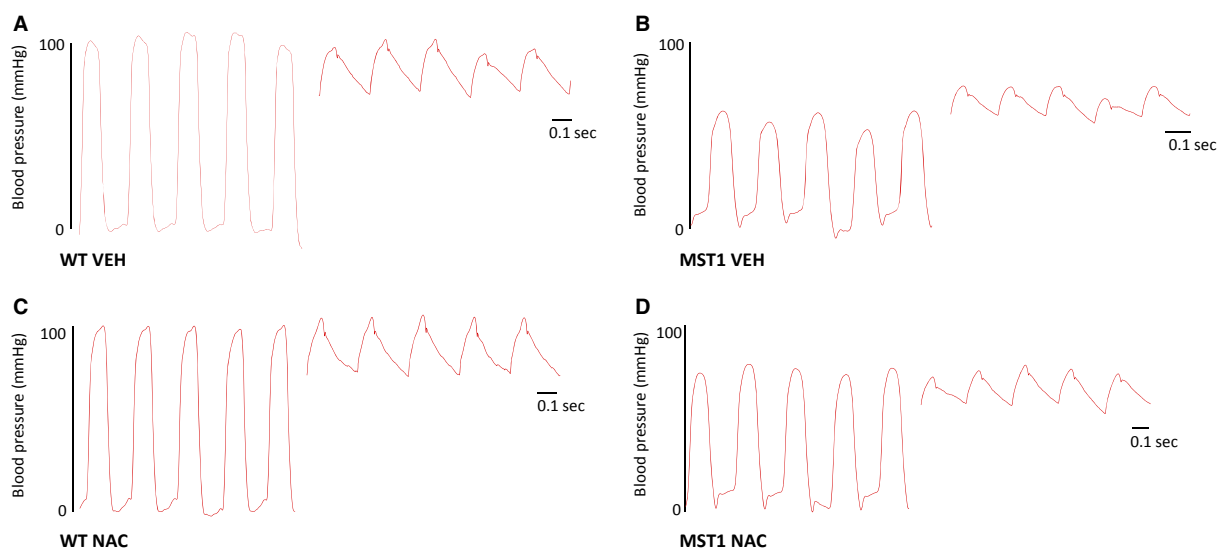 A
Blood pressure (mmHg)
100
0
0.1 sec
WT VEH
B
Blood pressure (mmHg)
100
0
0.1 sec
MST1 VEH
C
Blood pressure (mmHg)
100
0
0.1 sec
WT NAC
D
Blood pressure (mmHg)
100
0
0.1 sec
MST1 NAC